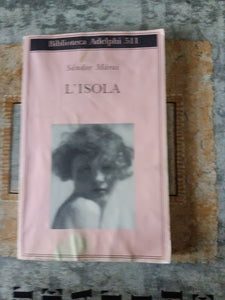 Biblioteca Adelphi 511
Sándor Márai
L'ISOLA